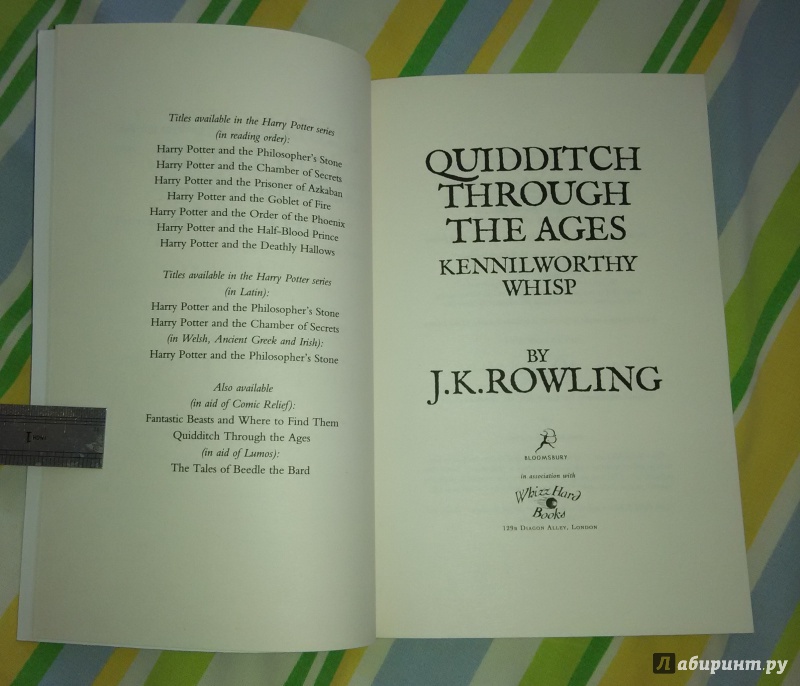 Titles available in the Harry Potter series
(in reading order):
Harry Potter and the Philosopher's Stone
Harry Potter and the Chamber of Secrets
Harry Potter and the Prisoner of Azkaban
Harry Potter and the Goblet of Fire
Harry Potter and the Order of the Phoenix
Harry Potter and the Half-Blood Prince
Harry Potter and the Deathly Hallows
Titles available in the Harry Potter series
(in Latin):
Harry Potter and the Philosopher's Stone
Harry Potter and the Chamber of Secrets
(in Welsh, Ancient Greek and Irish):
Harry Potter and the Philosopher's Stone
Also available
(in aid of Comic Relief):
Fantastic Beasts and Where to Find Them
Quidditch Through the Ages
(in aid of Lumos):
The Tales of Beedle the Bard
QUIDDITCH
THROUGH
THE AGES
KENNILWORTHY
WHISP
BY
J.K.ROWLING
BLOOMSBURY
in association with
Whizz Hard
Books
129B DIAGON ALLEY, LONDON
Лабиринт.ру